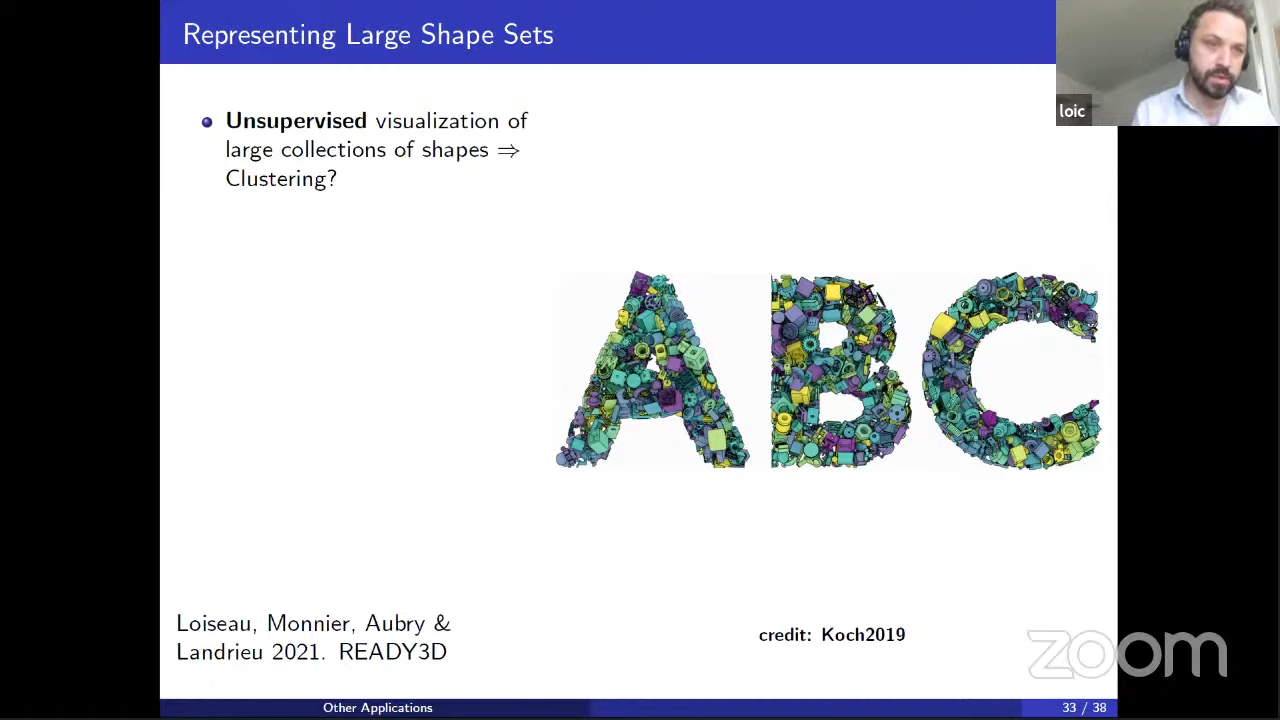 Representing Large Shape Sets
loic
Unsupervised visualization of
large collections of shapes ⇒
Clustering?
ABC
Loiseau, Monnier, Aubry &
Landrieu 2021. READY3D
credit: Koch2019
zoom
Other Applications
33 / 38